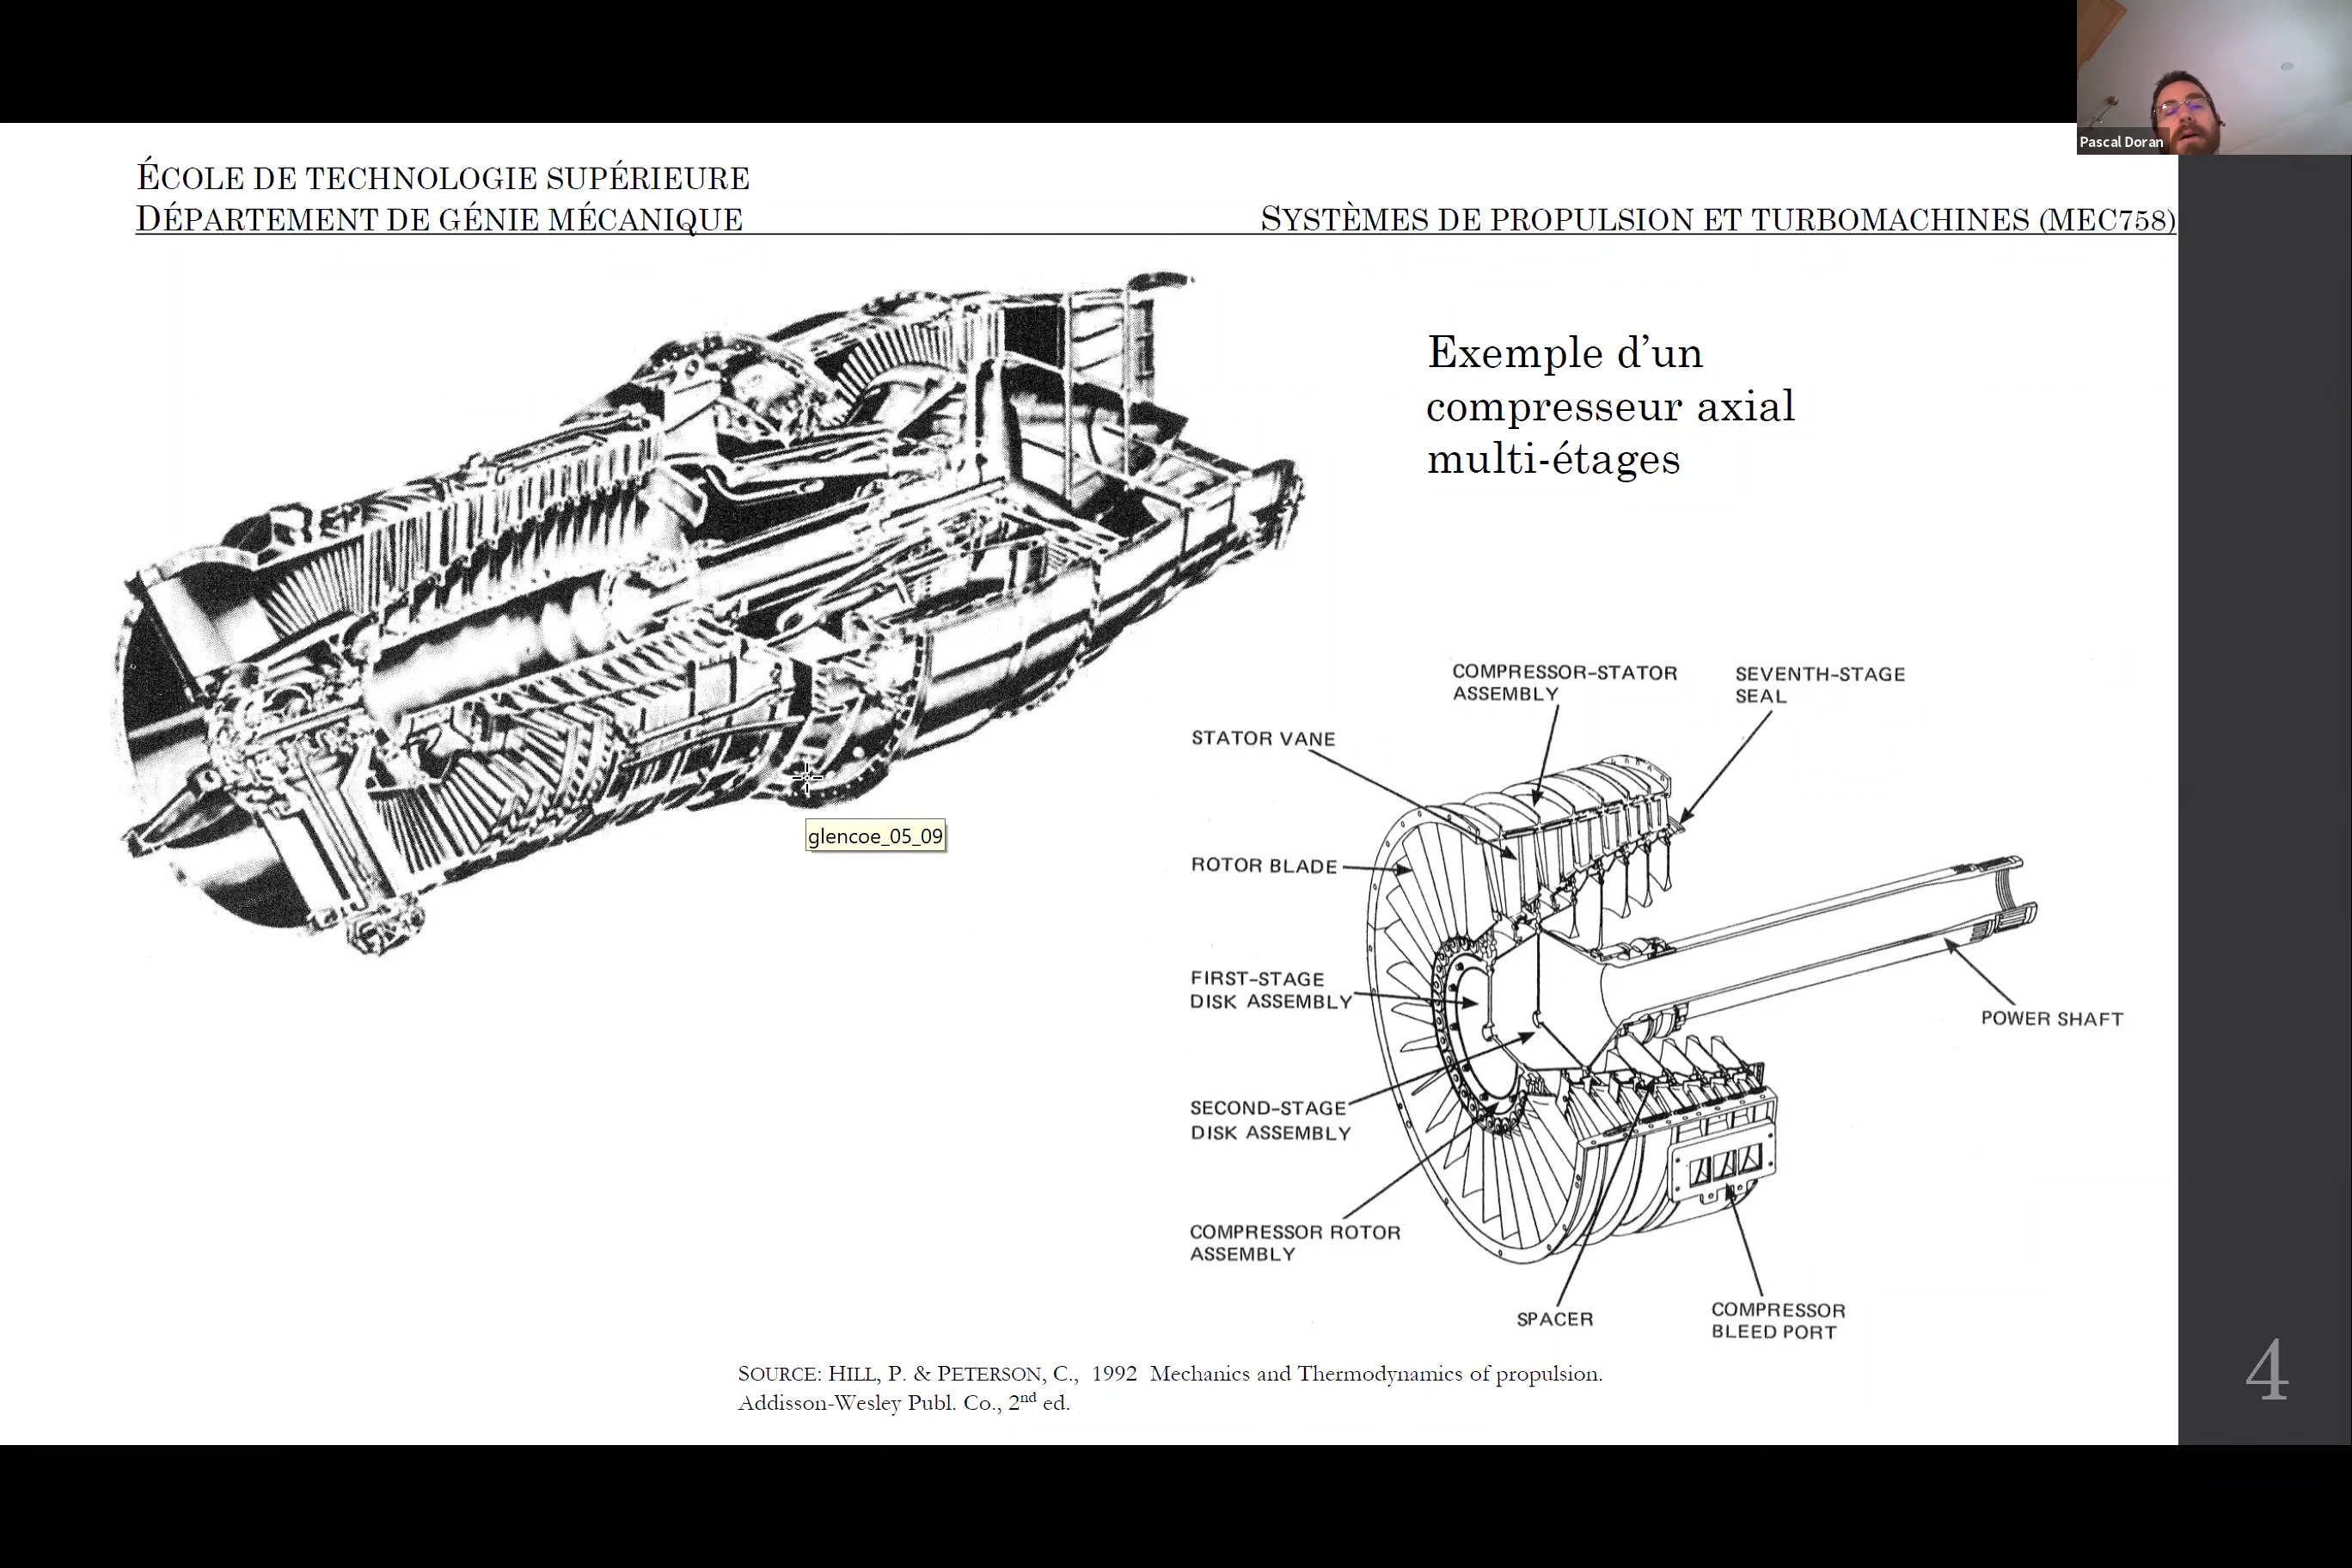 Pascal Doran
ÉCOLE DE TECHNOLOGIE SUPÉRIEURE
DÉPARTEMENT DE GÉNIE MÉCANIQUE
SYSTÈMES DE PROPULSION ET TURBOMACHINES (MEC758)
Exemple d'un
compresseur axial
multi-étages
glencoe_05_09
COMPRESSOR-STATOR
ASSEMBLY
SEVENTH-STAGE
SEAL
STATOR VANE
ROTOR BLADE
FIRST-STAGE
DISK ASSEMBLY
POWER SHAFT
SECOND-STAGE
DISK ASSEMBLY
COMPRESSOR ROTOR
ASSEMBLY
SPACER
COMPRESSOR
BLEED PORT
SOURCE: HILL, P. & PETERSON, C., 1992 Mechanics and Thermodynamics of propulsion.
Addisson-Wesley Publ. Co., 2nd ed.
4